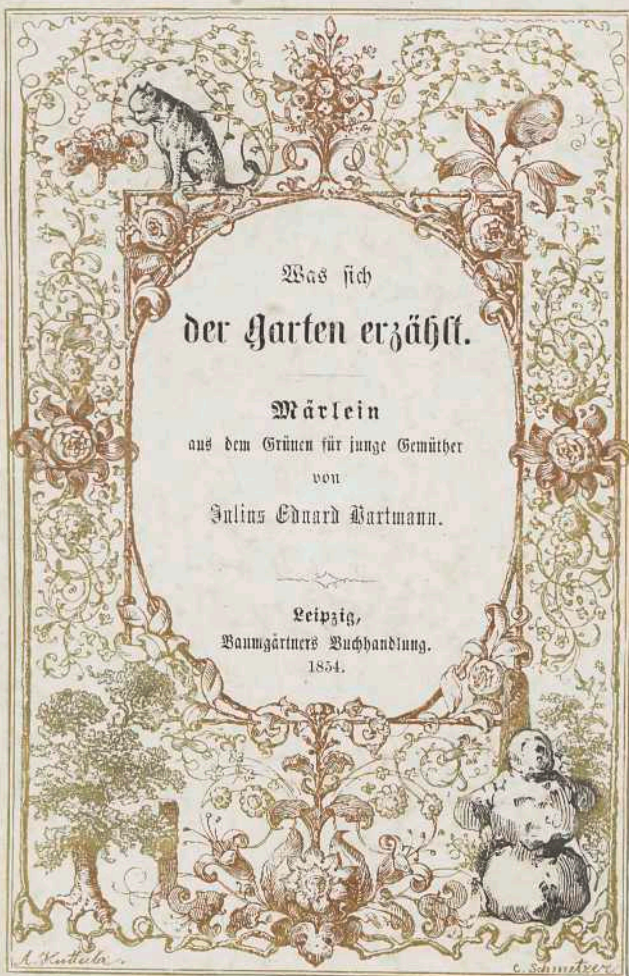 Was sich
der Garten erzählt.
Märlein
aus dem Grünen für junge Gemüther
von
Julius Eduard Hartmann.
Leipzig,
Baumgärtners Buchhandlung.
1854.